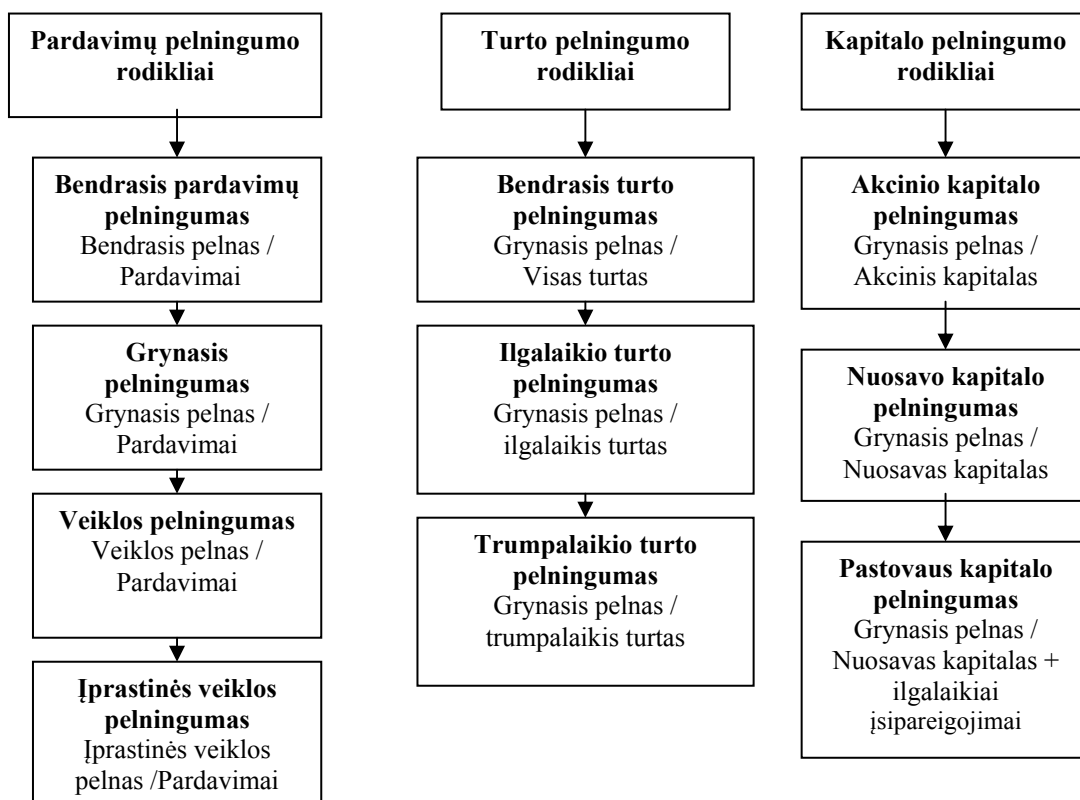 Pardavimų pelningumo
rodikliai
Bendrasis pardavimų
pelningumas
Bendrasis pelnas /
Pardavimai
Grynasis
pelningumas
Grynasis pelnas /
Pardavimai
Veiklos pelningumas
Veiklos pelnas /
Pardavimai
Įprastinės veiklos
pelningumas
Įprastinės veiklos
pelnas /Pardavimai
Turto pelningumo
rodikliai
Bendrasis turto
pelningumas
Grynasis pelnas /
Visas turtas
Ilgalaikio turto
pelningumas
Grynasis pelnas /
ilgalaikis turtas
Trumpalaikio turto
pelningumas
Grynasis pelnas /
trumpalaikis turtas
Kapitalo pelningumo
rodikliai
Akcinio kapitalo
pelningumas
Grynasis pelnas /
Akcinis kapitalas
Nuosavo kapitalo
pelningumas
Grynasis pelnas /
Nuosavas kapitalas
Pastovaus kapitalo
pelningumas
Grynasis pelnas /
Nuosavas kapitalas +
ilgalaikiai
įsipareigojimai